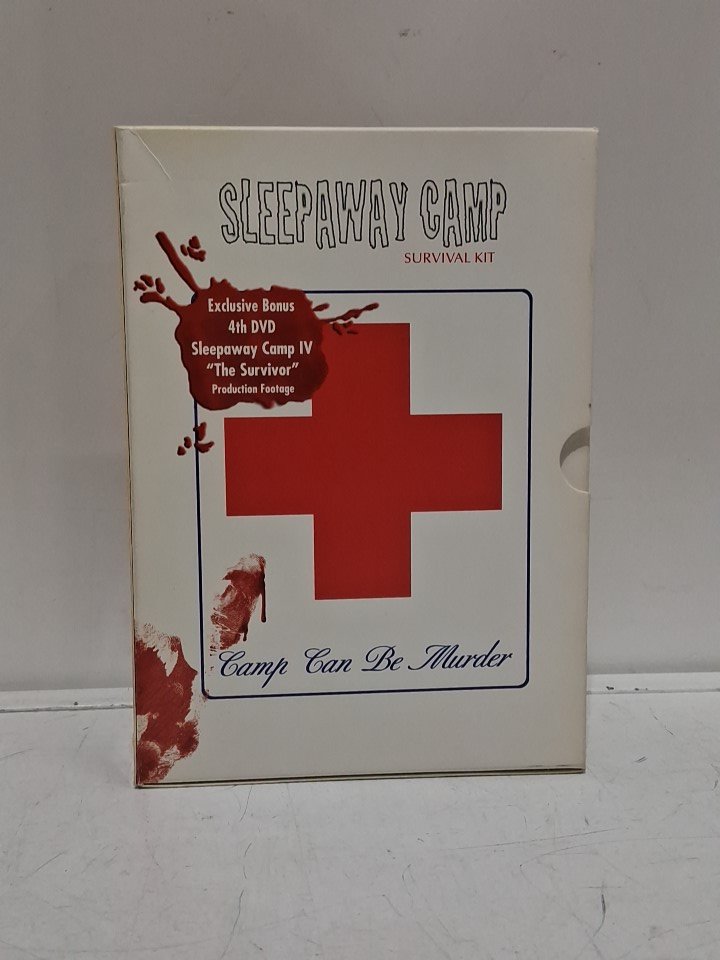 SLEEPAWAY CAMP
SURVIVAL KIT
Exclusive Bonus
4th DVD
Sleepaway Camp IV
"The Survivor"
Production Footage
Camp Can Be Murder